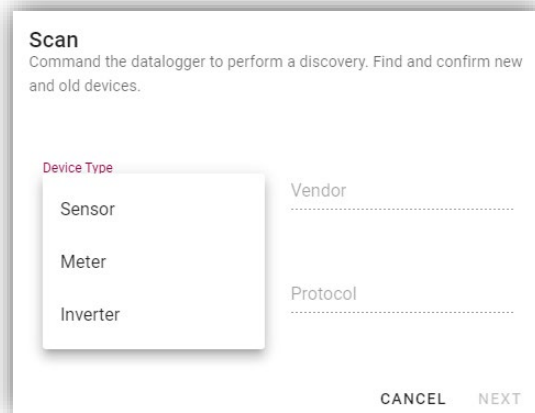 Scan
Command the datalogger to perform a discovery. Find and confirm new
and old devices.
Device Type
Sensor
Meter
Inverter
Vendor
Protocol
CANCEL NEXT